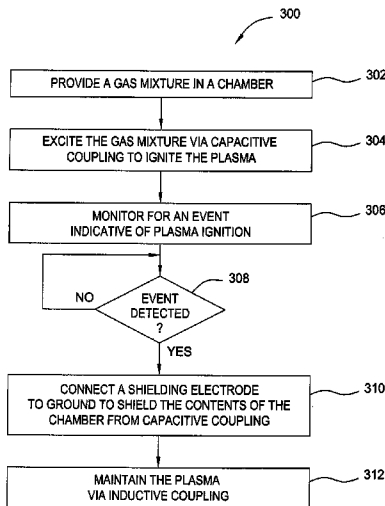 300
PROVIDE A GAS MIXTURE IN A CHAMBER
302
EXCITE THE GAS MIXTURE VIA CAPACITIVE
COUPLING TO IGNITE THE PLASMA
304
MONITOR FOR AN EVENT
INDICATIVE OF PLASMA IGNITION
306
308
NO
EVENT
DETECTED
?
YES
CONNECT A SHIELDING ELECTRODE
TO GROUND TO SHIELD THE CONTENTS OF THE
CHAMBER FROM CAPACITIVE COUPLING
310
MAINTAIN THE PLASMA
VIA INDUCTIVE COUPLING
312